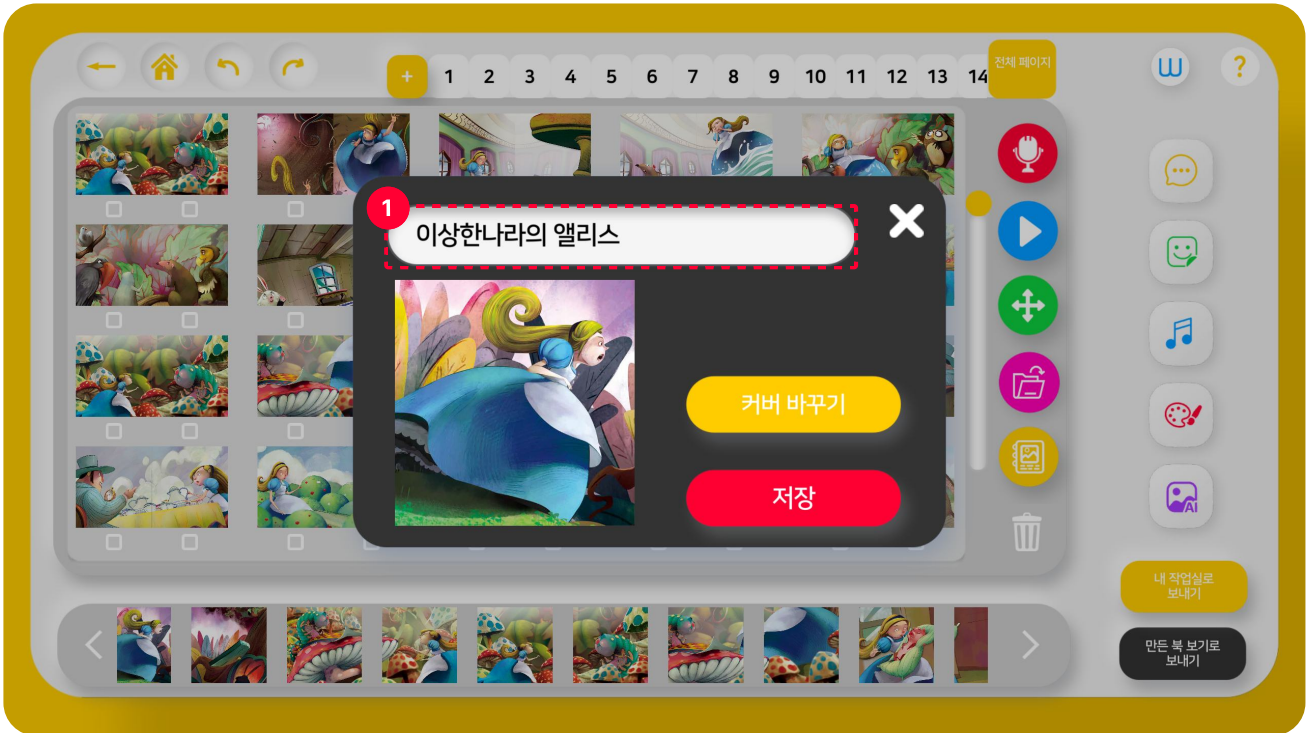 + 1 2 3 4 5 6 7 8 9 10 11 12 13 14
전체 페이지
?
1
이상한나라의 앨리스
커버 바꾸기
저장
AI
내 작업실로
보내기
만든 북 보기로
보내기